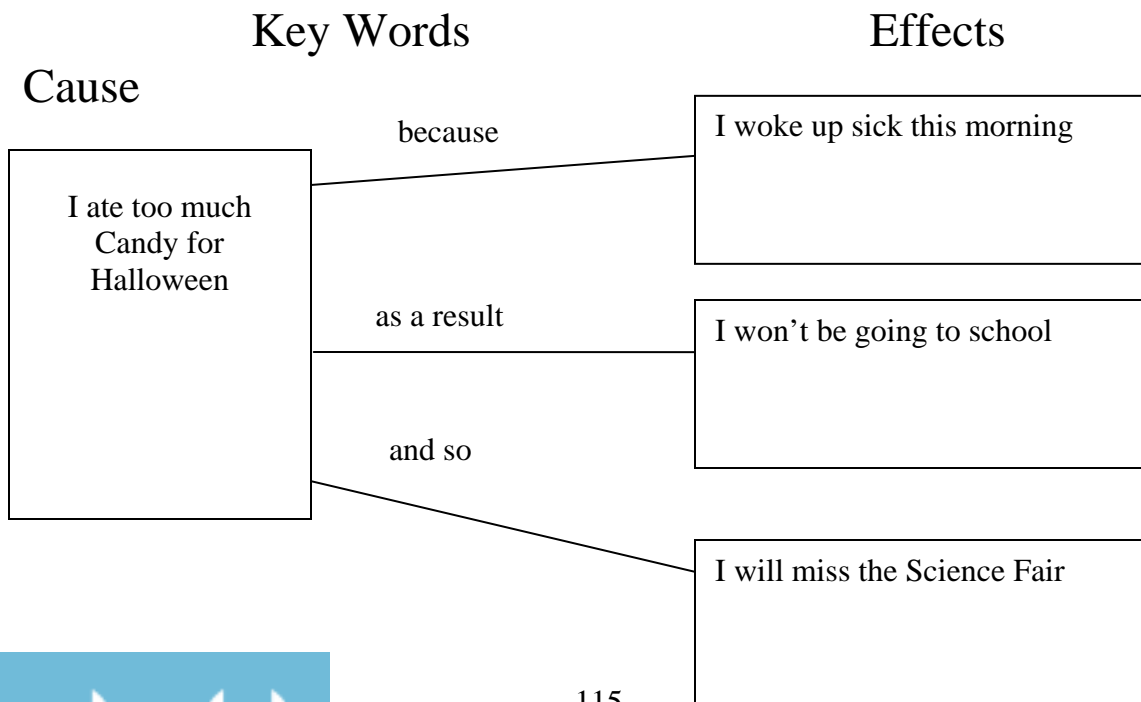 Key Words
Effects
Cause
because
I woke up sick this morning
I ate too much
Candy for
Halloween
as a result
I won’t be going to school
and so
I will miss the Science Fair
115